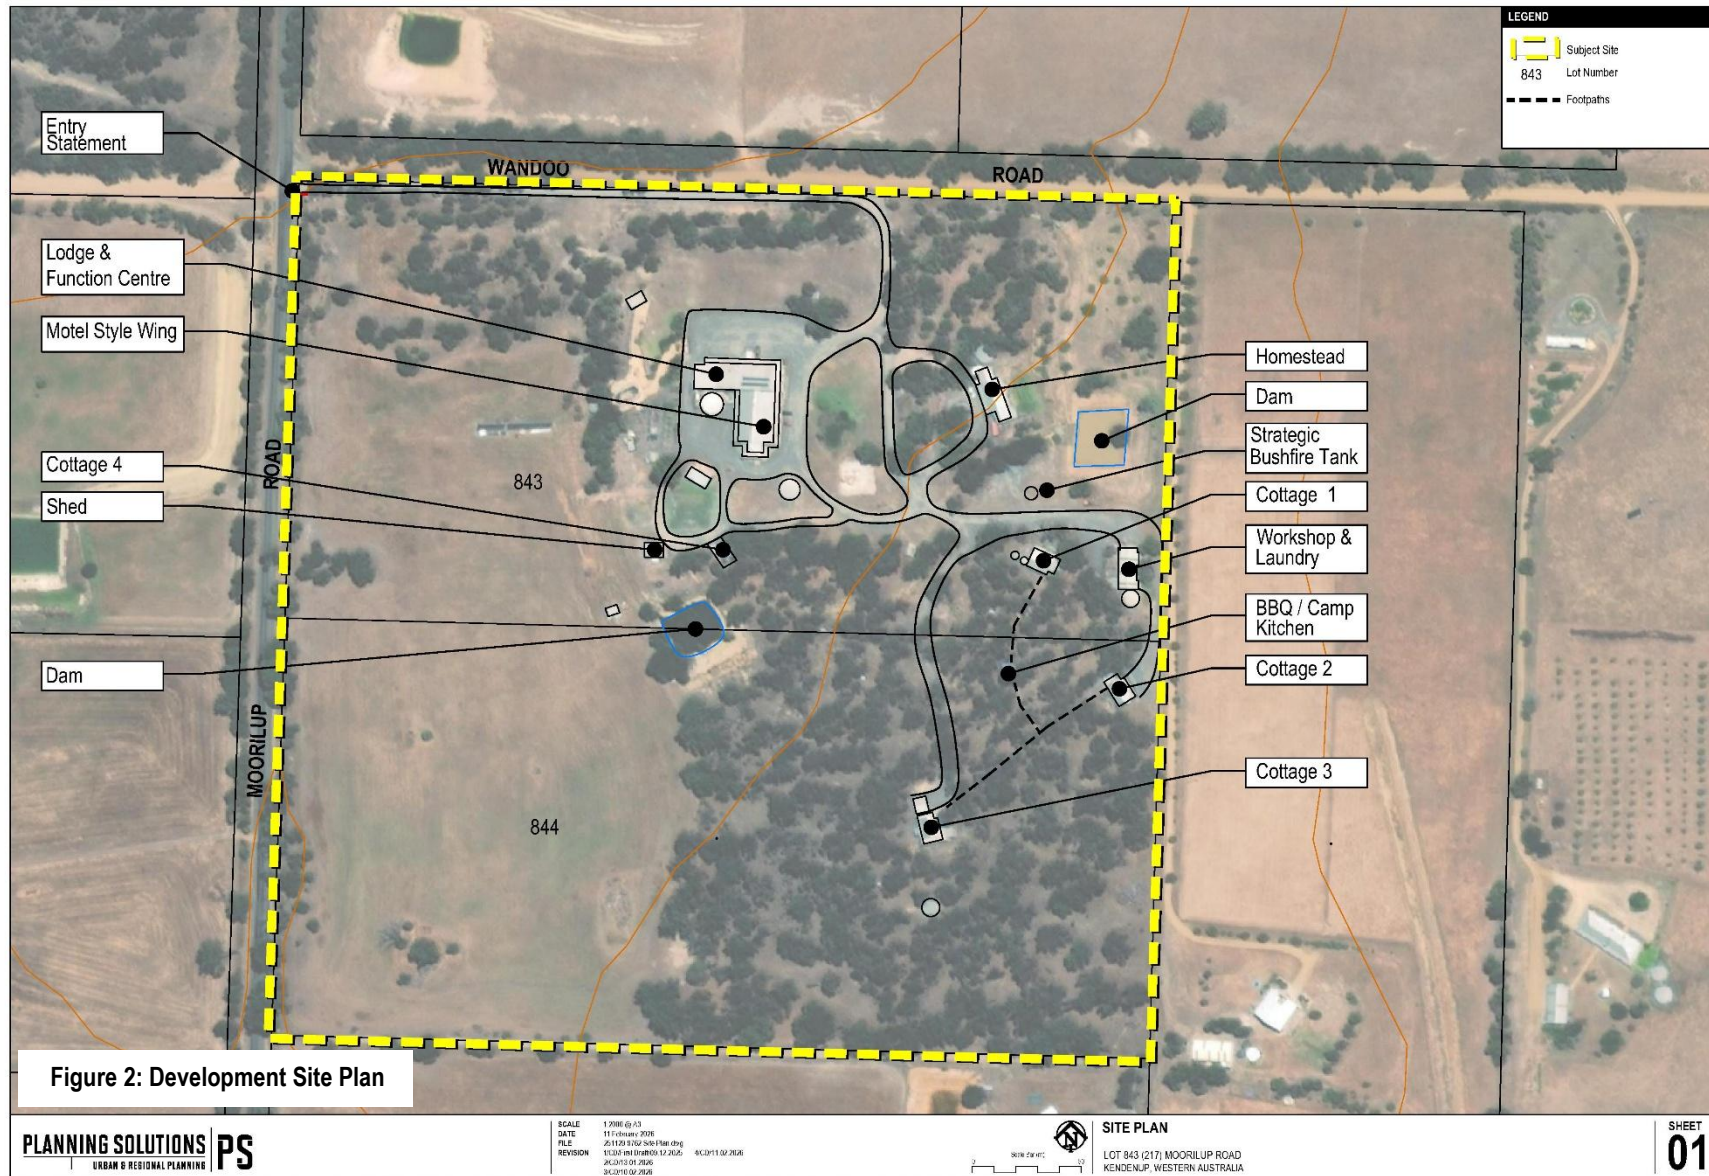 LEGEND
Subject Site
843 Lot Number
Footpaths
Entry
Statement
WANDOO ROAD
Lodge &
Function Centre
Motel Style Wing
Homestead
Dam
Strategic
Bushfire Tank
Cottage 4
ROAD
843
Cottage 1
Shed
Workshop &
Laundry
BBQ / Camp
Kitchen
Dam
Cottage 2
MOORILUP
Cottage 3
844
Figure 2: Development Site Plan
PLANNING SOLUTIONS PS
URBAN & REGIONAL PLANNING
SCALE
DATE 11 February 2026
FILE
REVISION
N
SITE PLAN
LOT 843 (217) MOORILUP ROAD
KENDENUP, WESTERN AUSTRALIA
SHEET
01